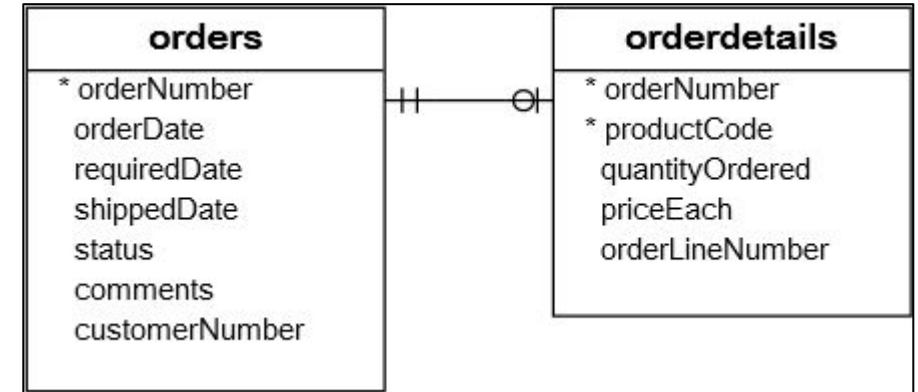 orders
* orderNumber
orderDate
requiredDate
shippedDate
status
comments
customerNumber
orderdetails
* orderNumber
* productCode
quantityOrdered
priceEach
orderLineNumber